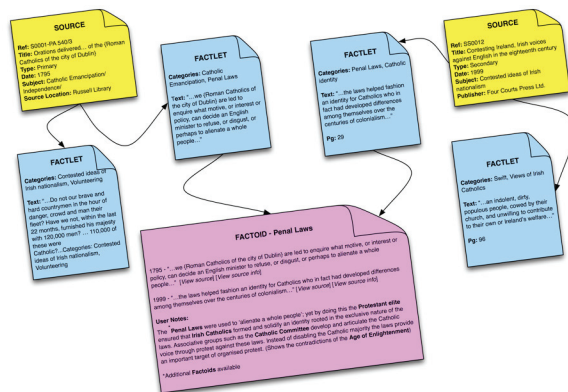 SOURCE
Ref: S0001-PA 540/3
Title: Orations delivered... of the (Roman
Catholics of the city of Dublin)
Type: Primary
Date: 1795
Subject: Catholic Emancipation/
Independence/
Source Location: Russell Library
FACTLET
Categories: Catholic
Emancipation, Penal Laws
Text: "...we (Roman Catholics of
the city of Dublin) are led to
enquire what motive, or interest or
policy, can decide an English
minister to refuse, or disgust, or
perhaps to alienate a whole
people..."
FACTLET
Categories: Penal Laws, Catholic
identity
Text: "...the laws helped fashion
an identity for Catholics who in
fact had developed differences
among themselves over the
centuries of colonialism..."
Pg: 29
SOURCE
Ref: SS0012
Title: Contesting Ireland, Irish voices
against English in the eighteenth century
Type: Secondary
Date: 1999
Subject: Contested ideas of Irish
nationalism
Publisher: Four Courts Press Ltd.
FACTLET
Categories: Contested ideas of
Irish nationalism, Volunteering
Text: "...Do not our brave and
hard countrymen in the hour of
danger, crowd and man their
fleet? Have we not, within the last
22 months, furnished his majesty
with 120,000 men? ... 110,000 of
these were
Catholic?...Categories: Contested
ideas of Irish nationalism,
Volunteering
FACTLET
Categories: Swift, Views of Irish
Catholics
Text: "...an indolent, dirty,
populous people, cowed by their
church, and unwilling to contribute
to their own or Ireland's welfare..."
Pg: 96
FACTOID - Penal Laws
1795 - "...we (Roman Catholics of the city of Dublin) are led to enquire what motive, or interest or
policy, can decide an English minister to refuse, or disgust, or perhaps to alienate a whole
people..." [View source] [View source info]
1999 - "...the laws helped fashion an identity for Catholics who in fact had developed differences
among themselves over the centuries of colonialism..." [View source] [View source info]
User Notes:
The *Penal Laws were used to 'alienate a whole people'; yet by doing this the Protestant elite
ensured that Irish Catholics formed and solidify an identity rooted in the exclusive nature of the
laws. Associative groups such as the Catholic Committee develop and articulate the Catholic
voice through protest against these laws. Instead of disabling the Catholic majority the laws provide
an important target of organised protest. (Shows the contradictions of the Age of Enlightenment)
*Additional Factoids available